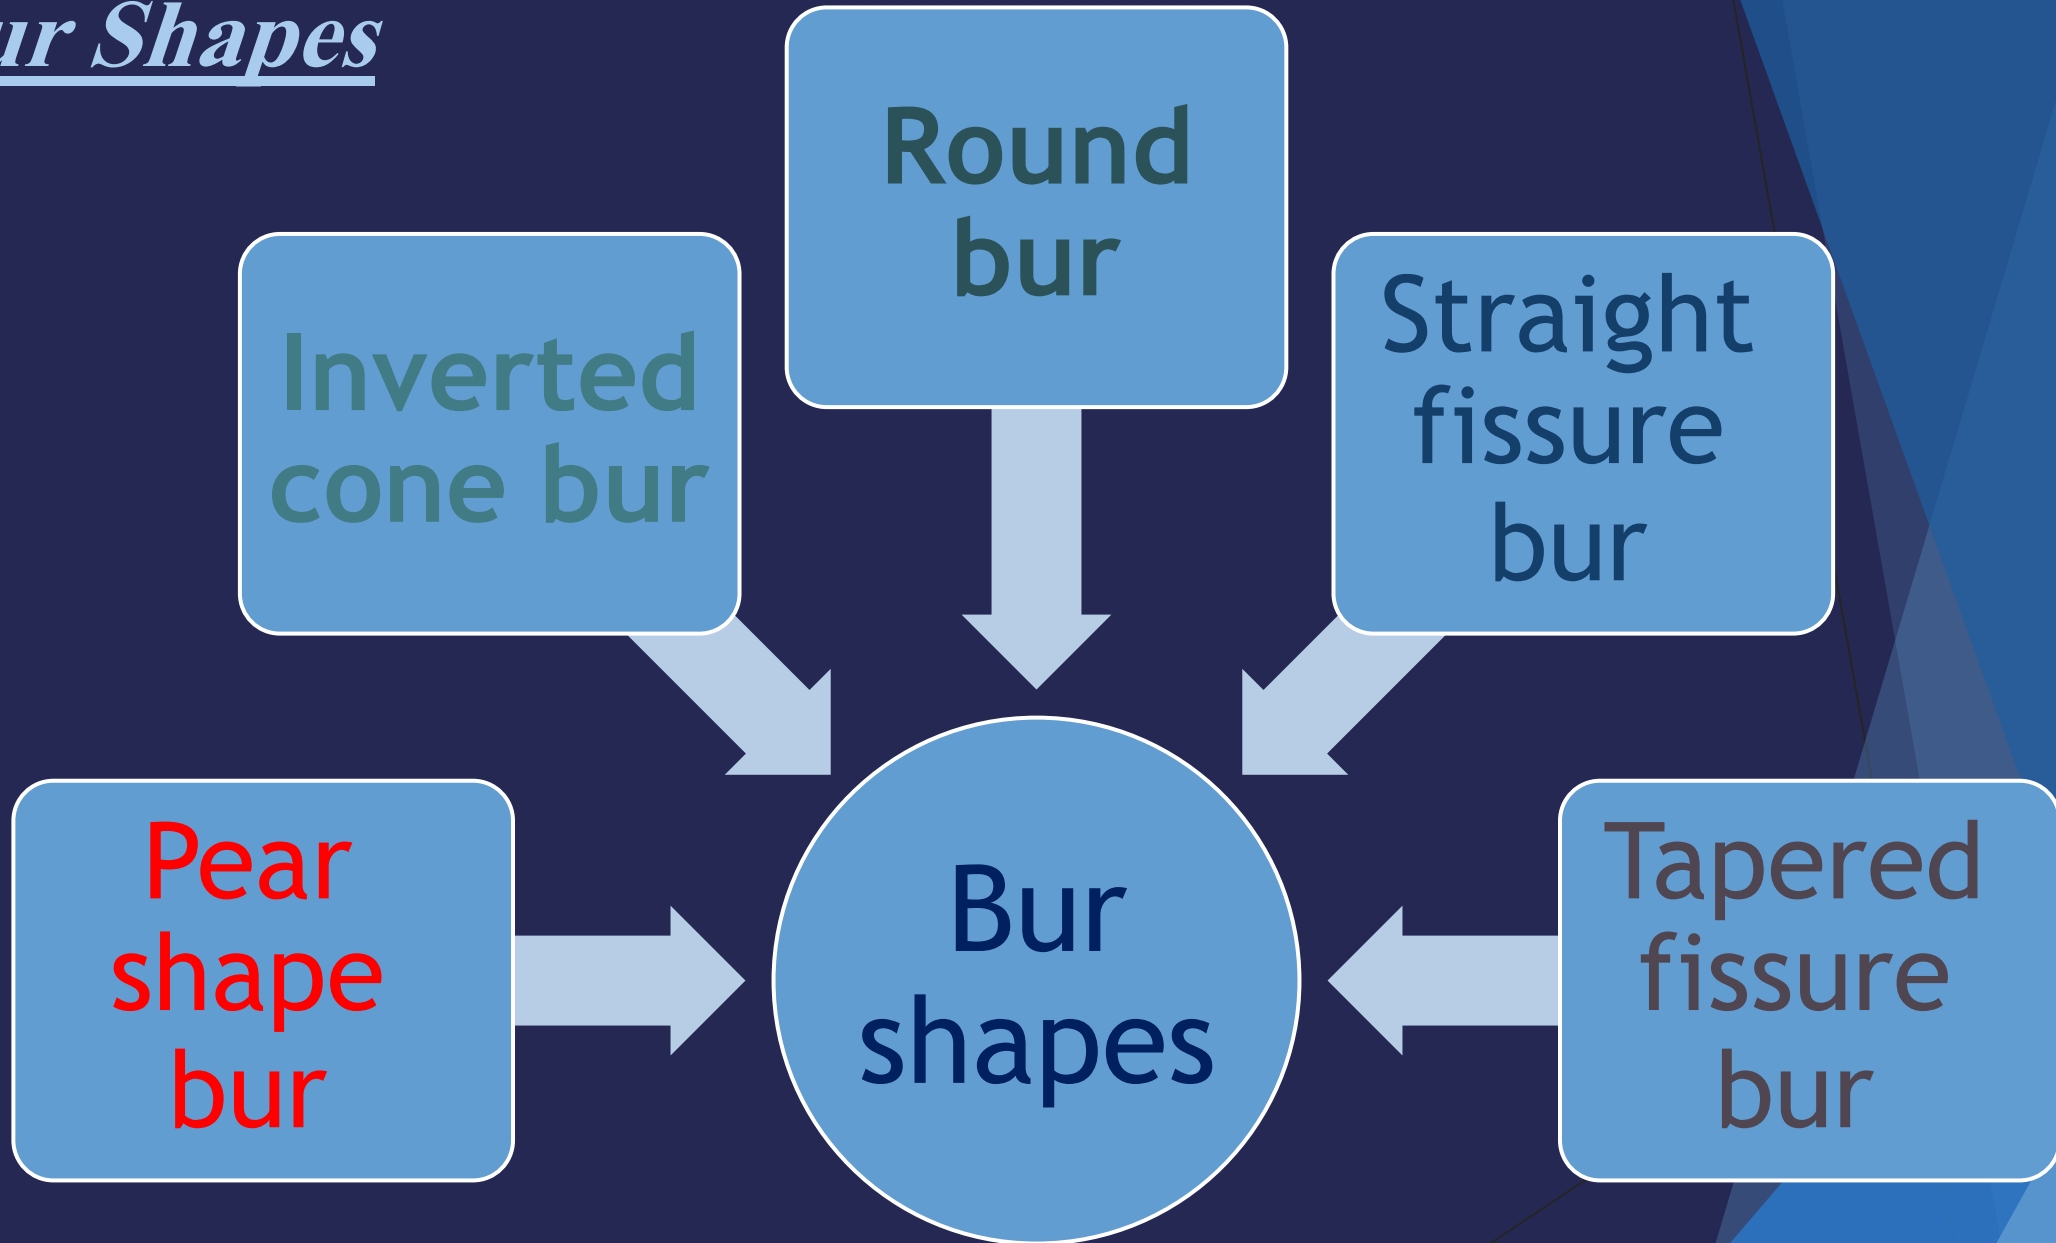 ur Shapes
Round
bur
Inverted
cone bur
Straight
fissure
bur
Pear
shape
bur
Bur
shapes
Tapered
fissure
bur